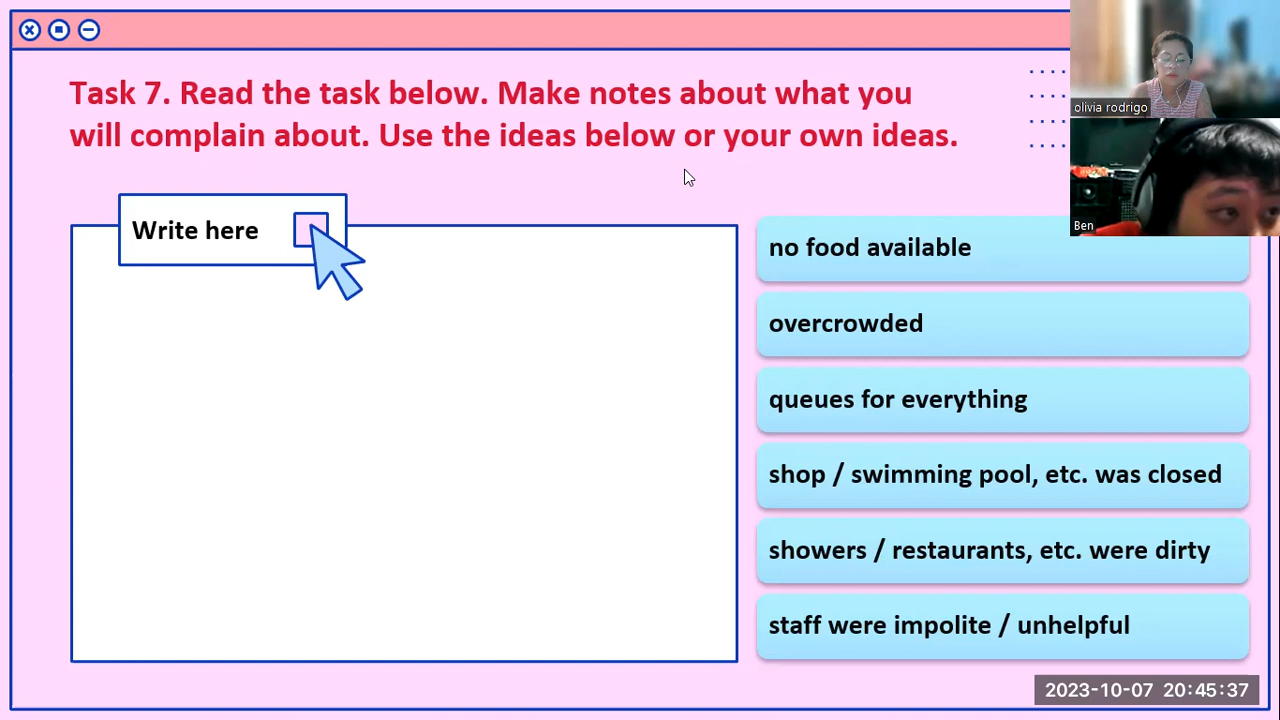 Task 7. Read the task below. Make notes about what you
will complain about. Use the ideas below or your own ideas.
olivia rodrigo
Ben
Write here
no food available
overcrowded
queues for everything
shop / swimming pool, etc. was closed
showers / restaurants, etc. were dirty
staff were impolite / unhelpful
2023-10-07 20:45:37